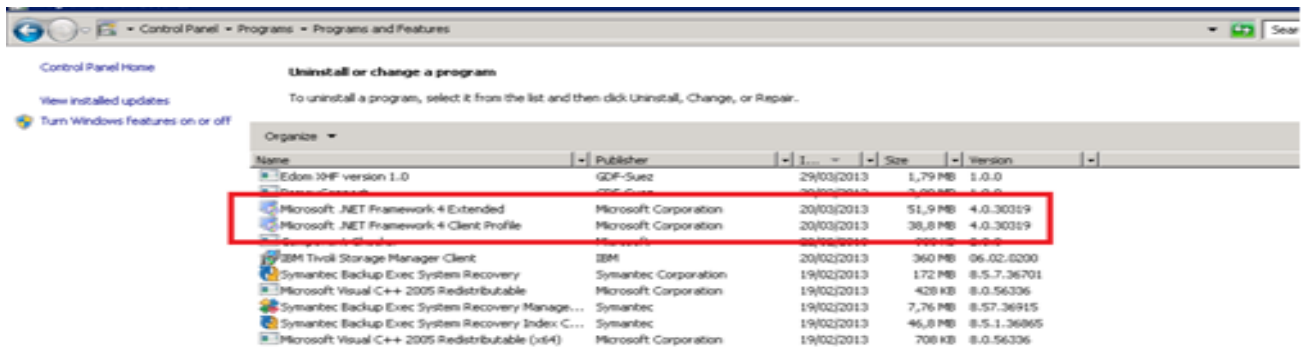 Control Panel Programs Programs and Features Sear
Control Panel Home
Uninstall or change a program
View installed updates
To uninstall a program, select it from the list and then click Uninstall, Change, or Repair.
Turn Windows features on or off
Organize
Name Publisher I... Size Version
Edom XHF version 1.0 GDF-Suez 29/03/2013 1,79 MB 1.0.0
Microsoft .NET Framework 4 Extended Microsoft Corporation 20/03/2013 51,9 MB 4.0.30319
Microsoft .NET Framework 4 Client Profile Microsoft Corporation 20/03/2013 38,8 MB 4.0.30319
IBM Tivoli Storage Manager Client IBM 20/02/2013 360 MB 06.02.0200
Symantec Backup Exec System Recovery Symantec Corporation 19/02/2013 172 MB 8.5.7.36701
Microsoft Visual C++ 2005 Redistributable Microsoft Corporation 19/02/2013 428 KB 8.0.56336
Symantec Backup Exec System Recovery Manage... Symantec 19/02/2013 7,76 MB 8.57.36915
Symantec Backup Exec System Recovery Index C... Symantec 19/02/2013 46,8 MB 8.5.1.36865
Microsoft Visual C++ 2005 Redistributable (x64) Microsoft Corporation 19/02/2013 708 KB 8.0.56336